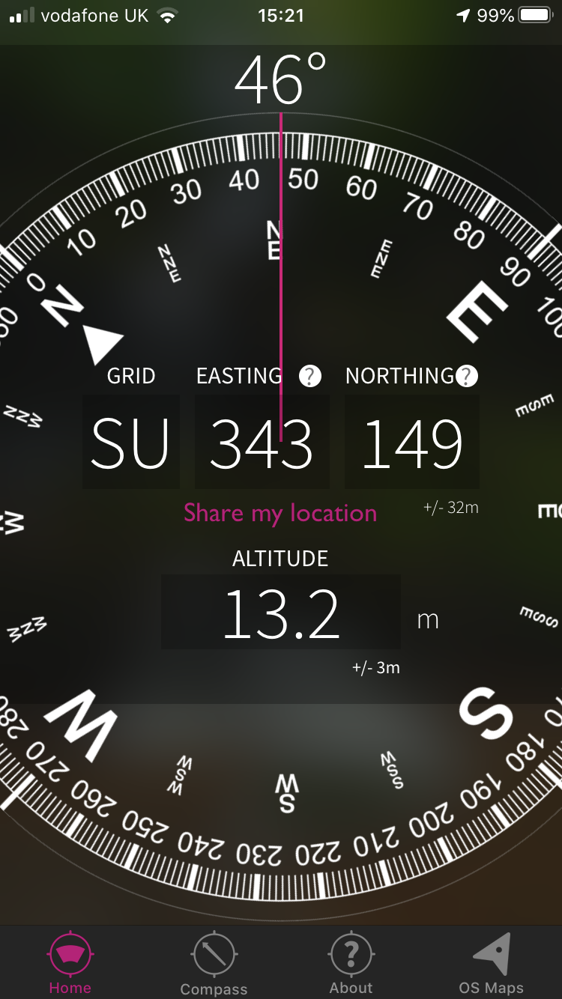 vodafone UK 15:21 99%
46°
0 10 20 30 40 50 60 70 80 90 100
N NNE NE ENE E
GRID EASTING ? NORTHING ?
SU 343 149
Share my location +/- 32m
ALTITUDE
13.2 m
+/- 3m
NNW ESE
WNW SSE
W WSW SW SSW S
280 270 260 250 240 230 220 210 200 190 180
Home Compass About OS Maps